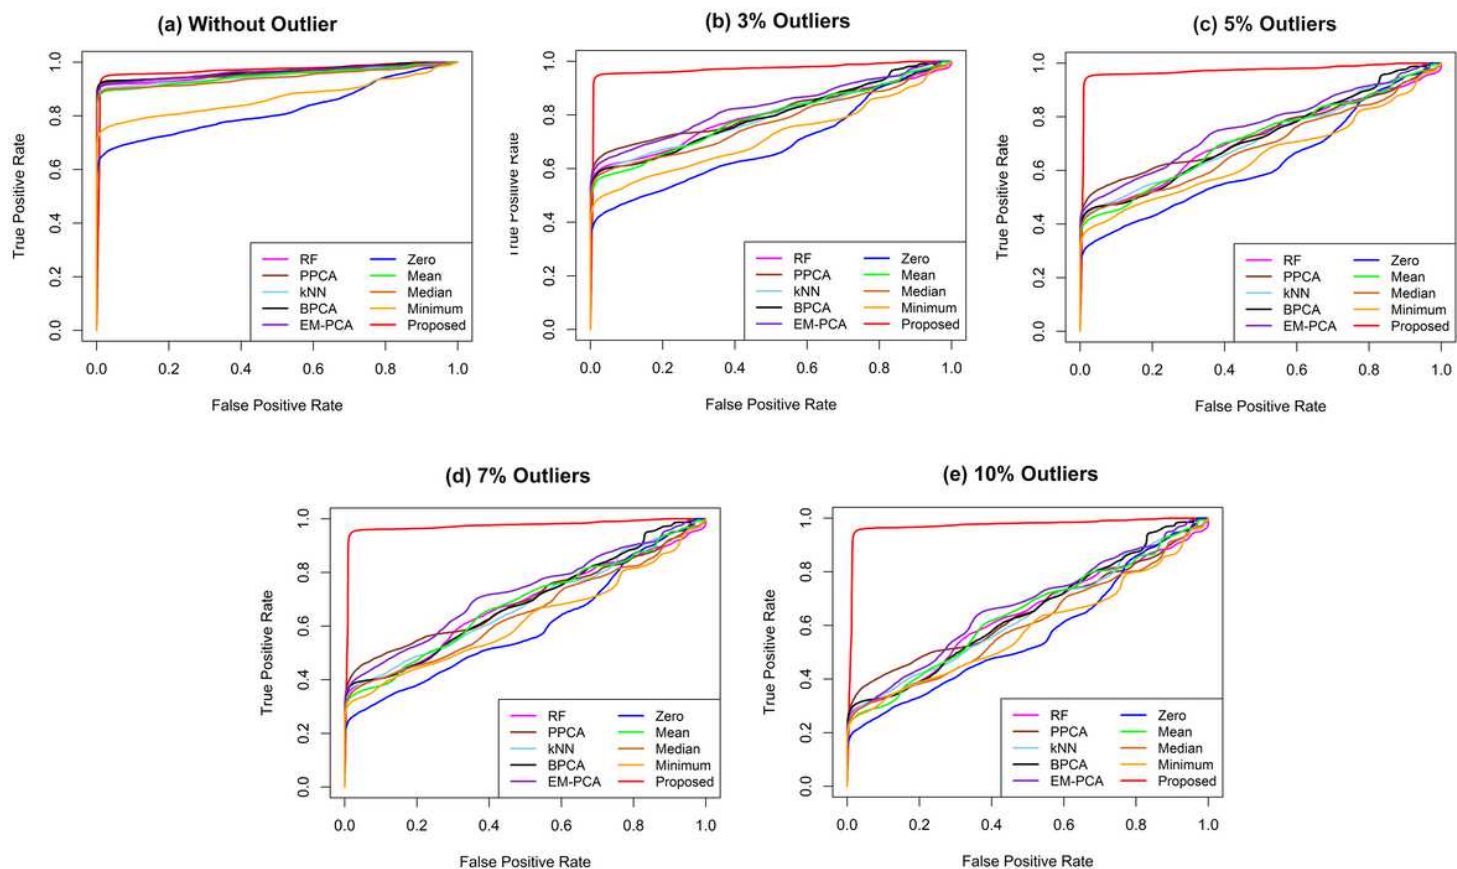 (a) Without Outlier
True Positive Rate
1.0
0.8
0.6
0.4
0.2
0.0
RF Zero
PPCA Mean
kNN Median
BPCA Minimum
EM-PCA Proposed
0.0 0.2 0.4 0.6 0.8 1.0
False Positive Rate
(b) 3% Outliers
True Positive Rate
1.0
0.8
0.6
0.4
0.2
0.0
RF Zero
PPCA Mean
kNN Median
BPCA Minimum
EM-PCA Proposed
0.0 0.2 0.4 0.6 0.8 1.0
False Positive Rate
(c) 5% Outliers
True Positive Rate
1.0
0.8
0.6
0.4
0.2
0.0
RF Zero
PPCA Mean
kNN Median
BPCA Minimum
EM-PCA Proposed
0.0 0.2 0.4 0.6 0.8 1.0
False Positive Rate
(d) 7% Outliers
True Positive Rate
1.0
0.8
0.6
0.4
0.2
0.0
RF Zero
PPCA Mean
kNN Median
BPCA Minimum
EM-PCA Proposed
0.0 0.2 0.4 0.6 0.8 1.0
False Positive Rate
(e) 10% Outliers
True Positive Rate
1.0
0.8
0.6
0.4
0.2
0.0
RF Zero
PPCA Mean
kNN Median
BPCA Minimum
EM-PCA Proposed
0.0 0.2 0.4 0.6 0.8 1.0
False Positive Rate